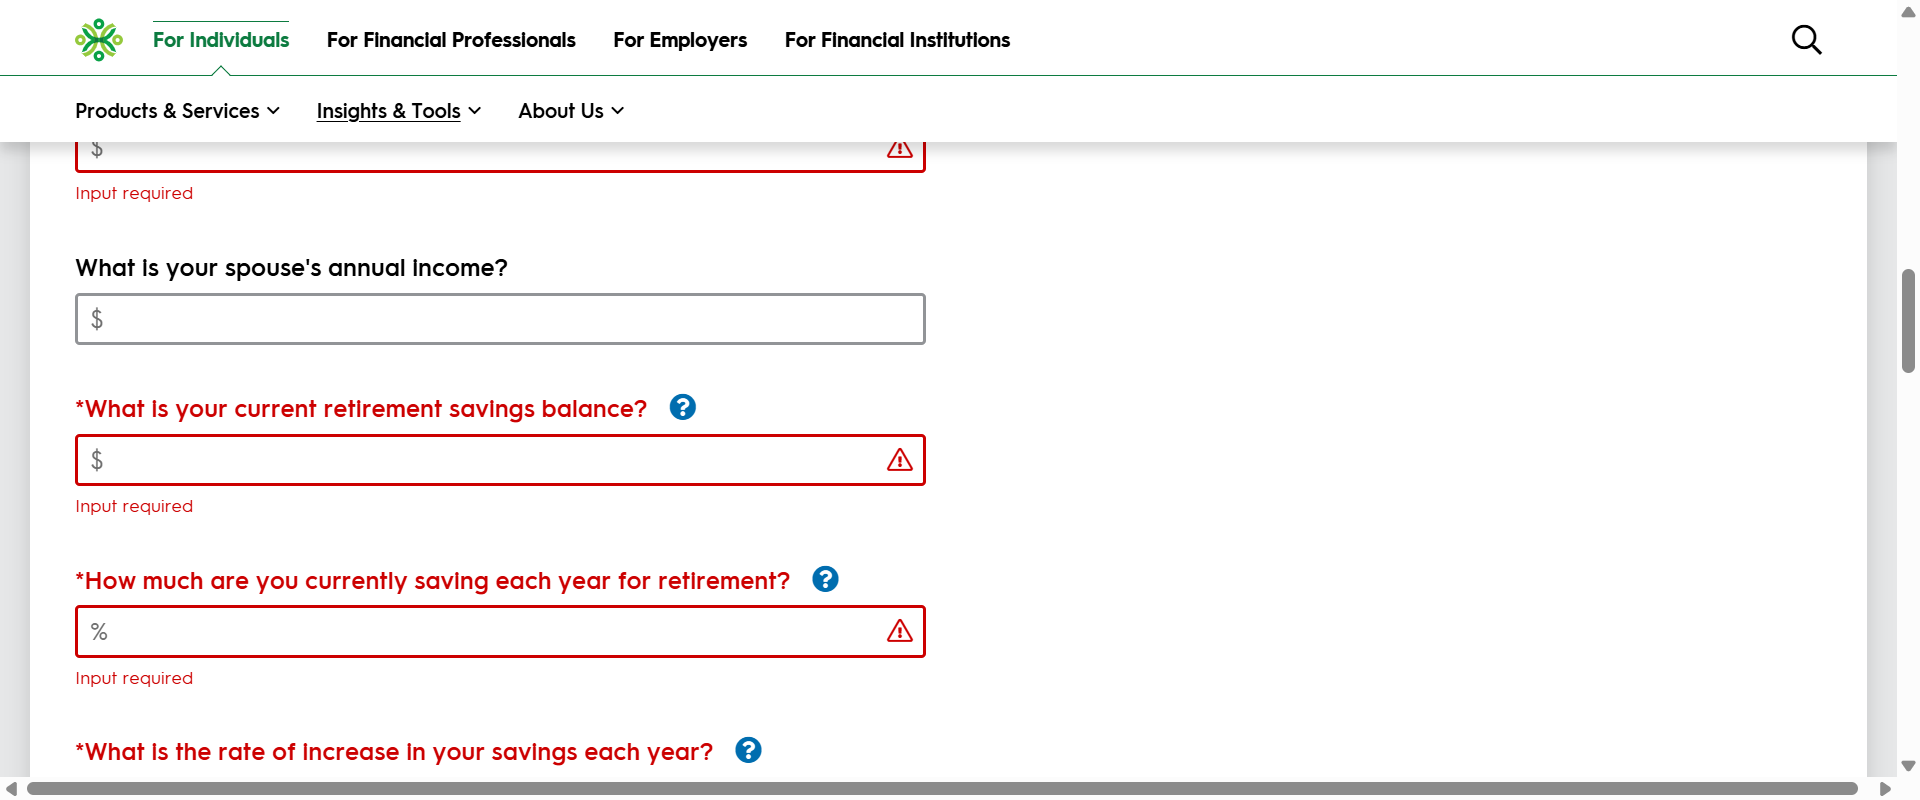 For Individuals For Financial Professionals For Employers For Financial Institutions
Products & Services Insights & Tools About Us
$
Input required
What is your spouse's annual income?
$
*What is your current retirement savings balance? ?
$
Input required
*How much are you currently saving each year for retirement? ?
%
Input required
*What is the rate of increase in your savings each year? ?